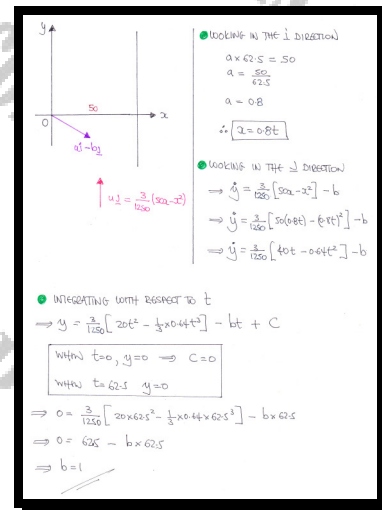 y
LOOKING IN THE i DIRECTION
a × 62.5 = 50
a = 50/62.5
a = 0.8
∴ x = 0.8t
50
O
x
ai - bj
uj = 3/1250 (50x - x²)
LOOKING IN THE j DIRECTION
⇒ ẏ = 3/1250 [50x - x²] - b
⇒ ẏ = 3/1250 [50(0.8t) - (0.8t)²] - b
⇒ ẏ = 3/1250 [40t - 0.64t²] - b
INTEGRATING WITH RESPECT TO t
⇒ y = 3/1250 [20t² - 1/3 × 0.64t³] - bt + C
WHEN t=0, y=0 ⇒ C=0
WHEN t=62.5 y=0
⇒ 0 = 3/1250 [20×62.5² - 1/3 × 0.64 × 62.5³] - b × 62.5
⇒ 0 = 62.5 - b × 62.5
⇒ b = 1